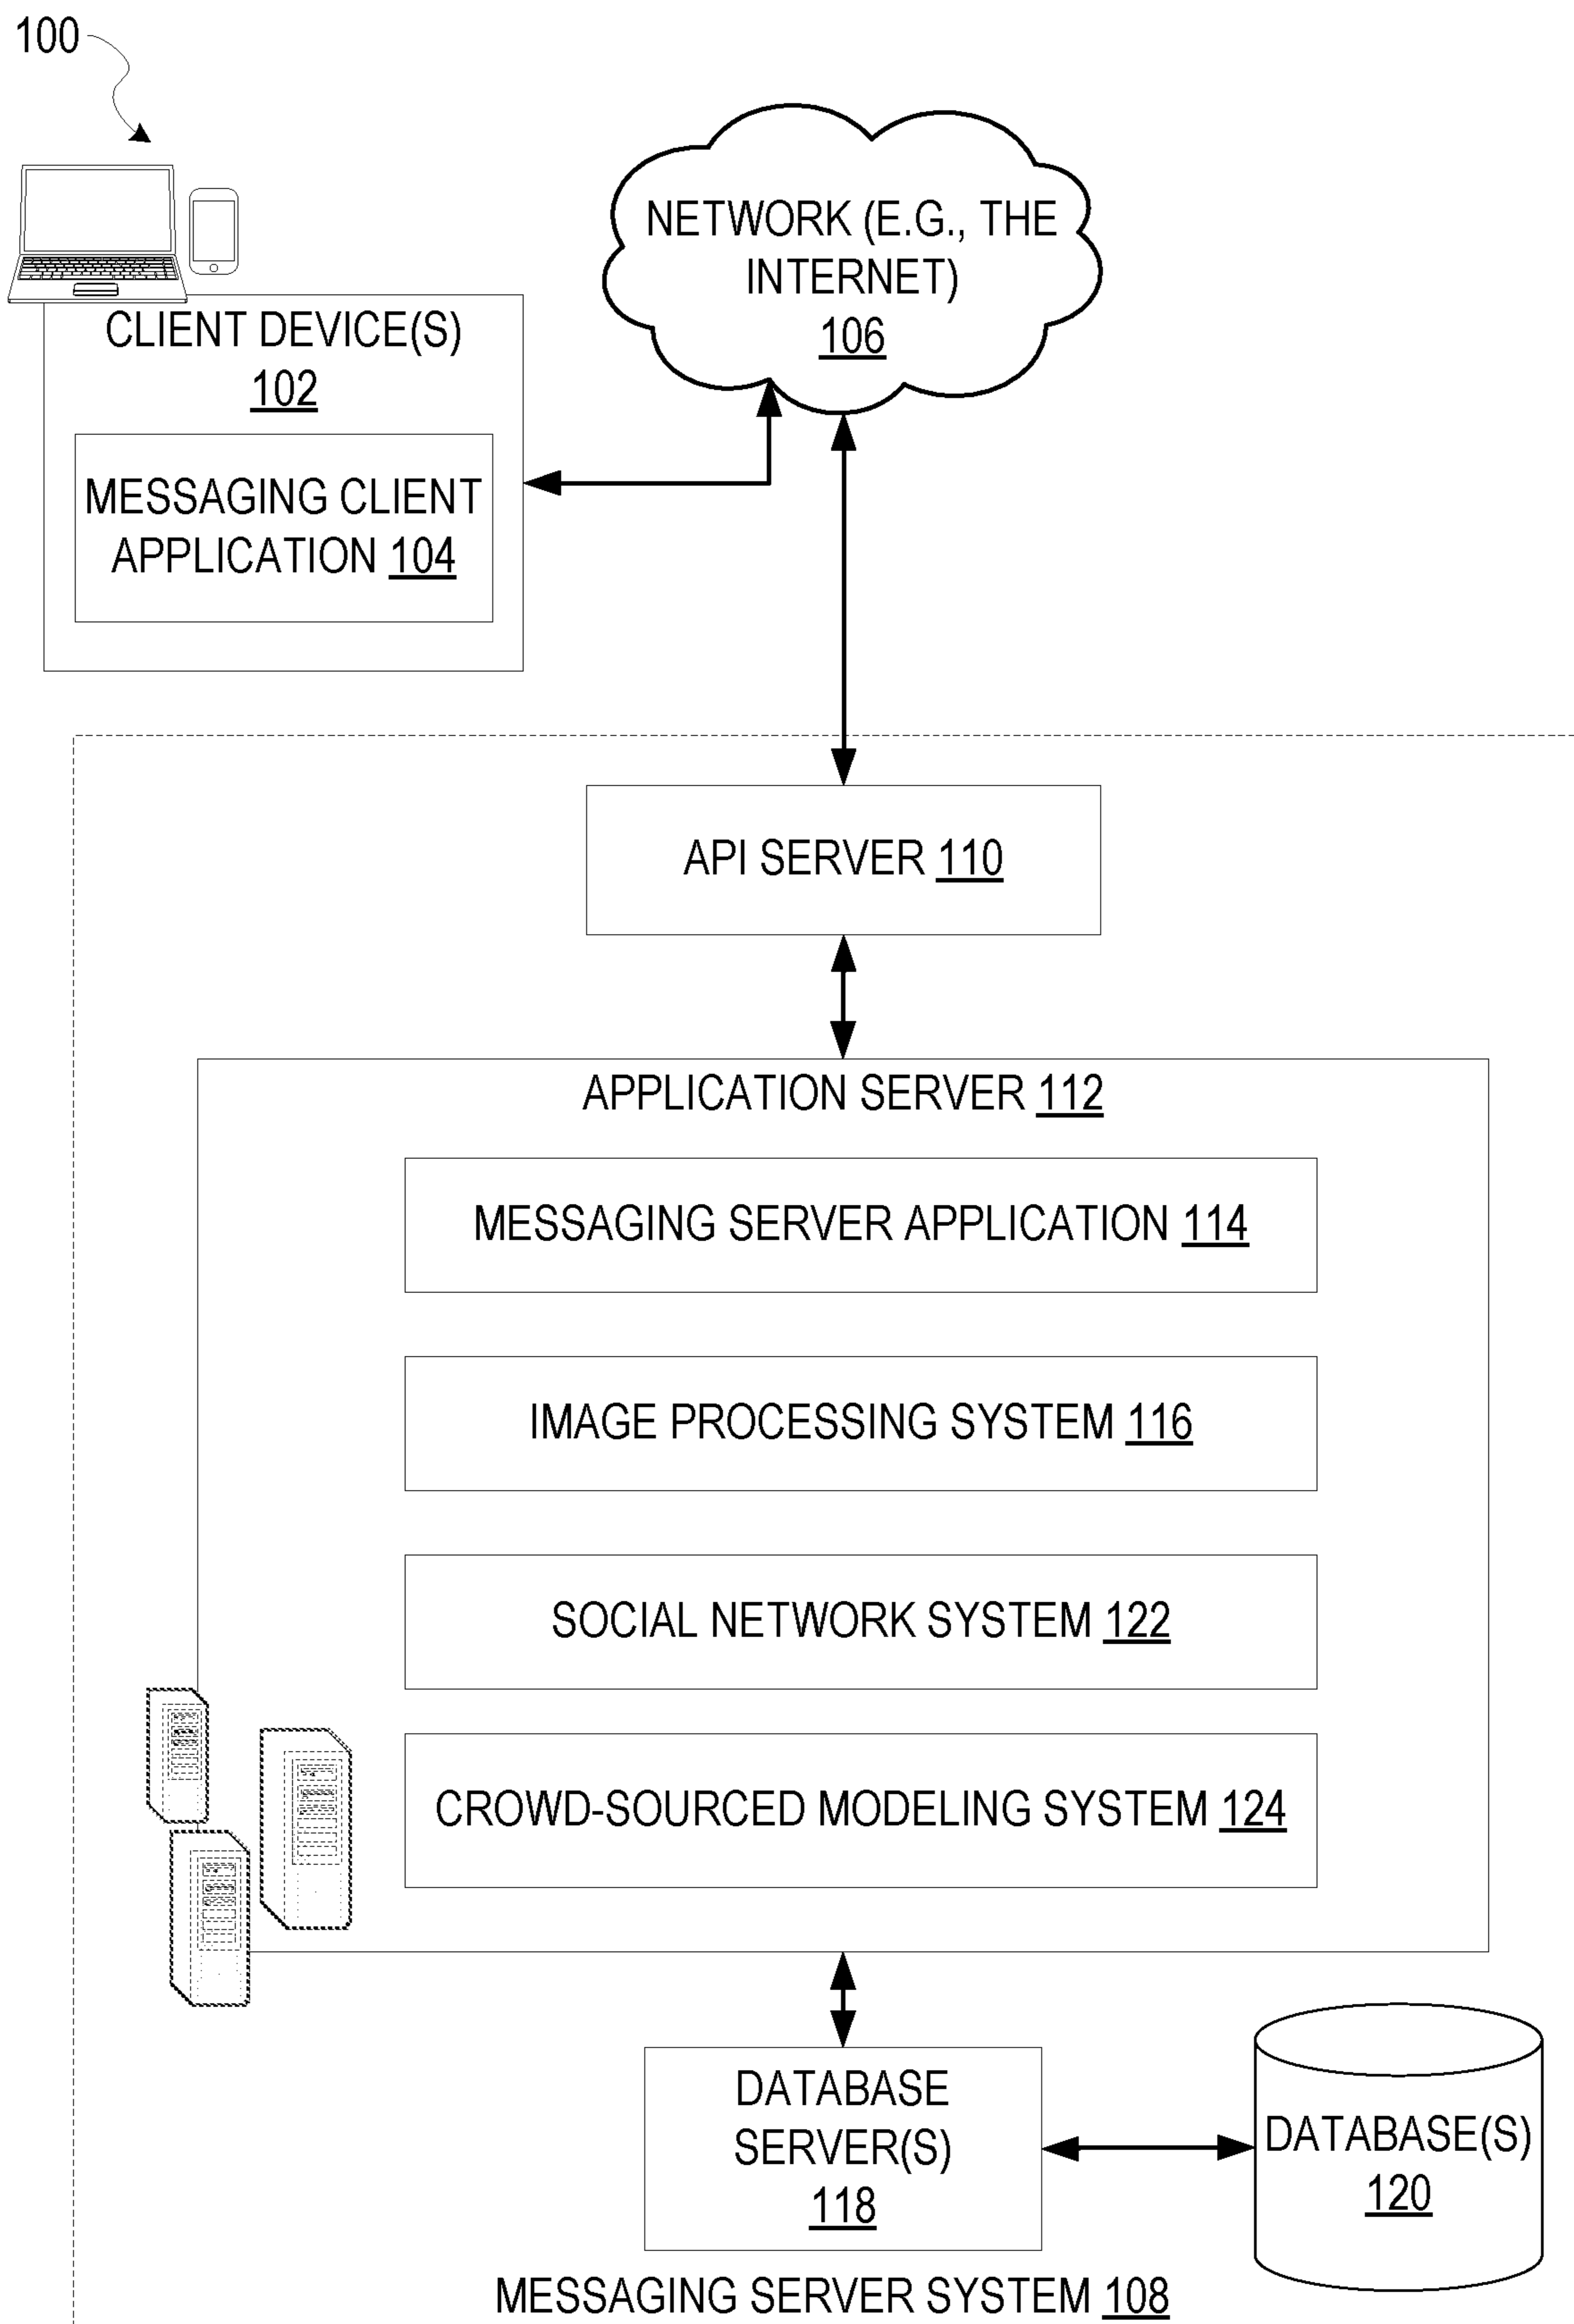 100
NETWORK (E.G., THE
INTERNET)
106
CLIENT DEVICE(S)
102
MESSAGING CLIENT
APPLICATION 104
API SERVER 110
APPLICATION SERVER 112
MESSAGING SERVER APPLICATION 114
IMAGE PROCESSING SYSTEM 116
SOCIAL NETWORK SYSTEM 122
CROWD-SOURCED MODELING SYSTEM 124
DATABASE
SERVER(S)
118
DATABASE(S)
120
MESSAGING SERVER SYSTEM 108